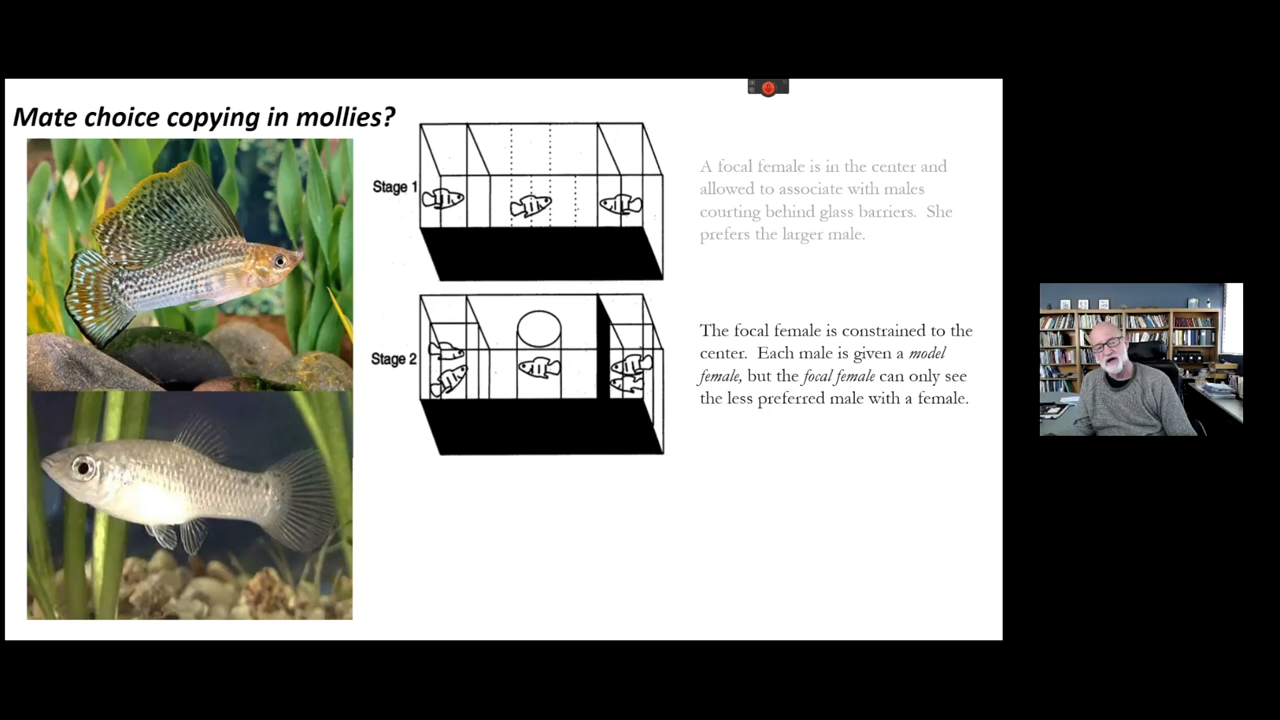 Mate choice copying in mollies?
Stage 1
A focal female is in the center and
allowed to associate with males
courting behind glass barriers. She
prefers the larger male.
Stage 2
The focal female is constrained to the
center. Each male is given a model
female, but the focal female can only see
the less preferred male with a female.